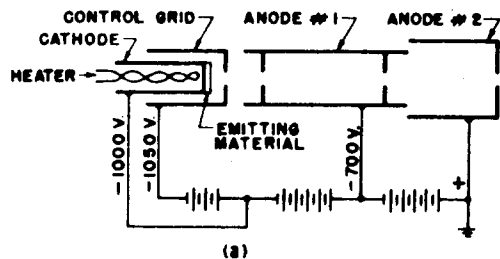 CONTROL GRID
ANODE #1
ANODE #2
CATHODE
HEATER
EMITTING
MATERIAL
-1000 V.
-1050 V.
-700 V.
+
(a)